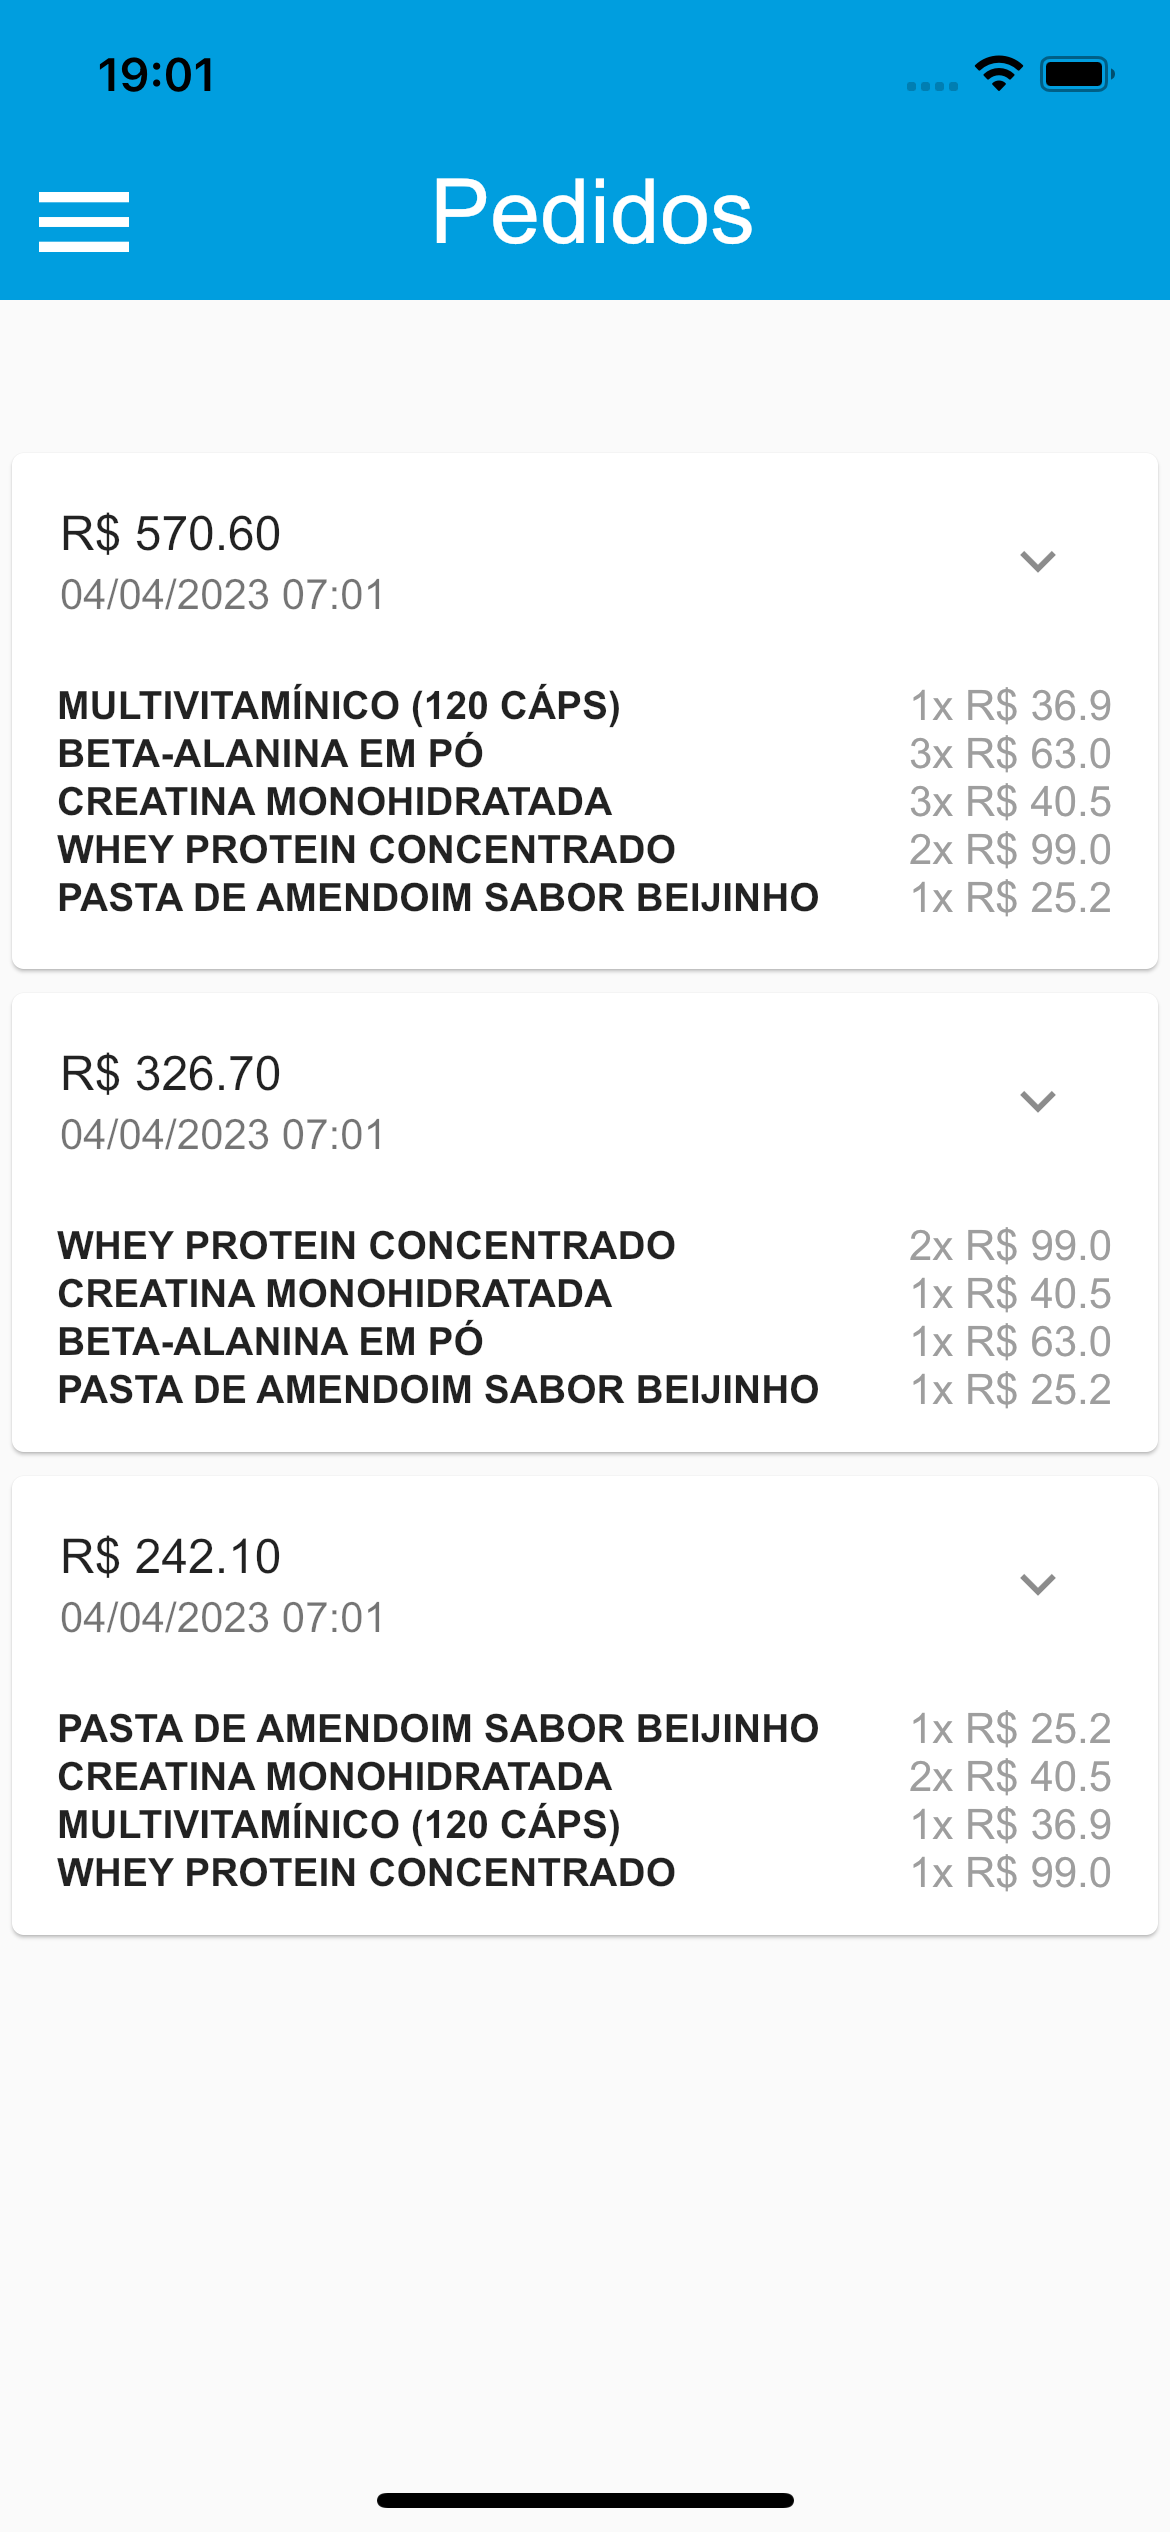 19:01
Pedidos
R$ 570.60
04/04/2023 07:01
MULTIVITAMÍNICO (120 CÁPS) 1x R$ 36.9
BETA-ALANINA EM PÓ 3x R$ 63.0
CREATINA MONOHIDRATADA 3x R$ 40.5
WHEY PROTEIN CONCENTRADO 2x R$ 99.0
PASTA DE AMENDOIM SABOR BEIJINHO 1x R$ 25.2
R$ 326.70
04/04/2023 07:01
WHEY PROTEIN CONCENTRADO 2x R$ 99.0
CREATINA MONOHIDRATADA 1x R$ 40.5
BETA-ALANINA EM PÓ 1x R$ 63.0
PASTA DE AMENDOIM SABOR BEIJINHO 1x R$ 25.2
R$ 242.10
04/04/2023 07:01
PASTA DE AMENDOIM SABOR BEIJINHO 1x R$ 25.2
CREATINA MONOHIDRATADA 2x R$ 40.5
MULTIVITAMÍNICO (120 CÁPS) 1x R$ 36.9
WHEY PROTEIN CONCENTRADO 1x R$ 99.0